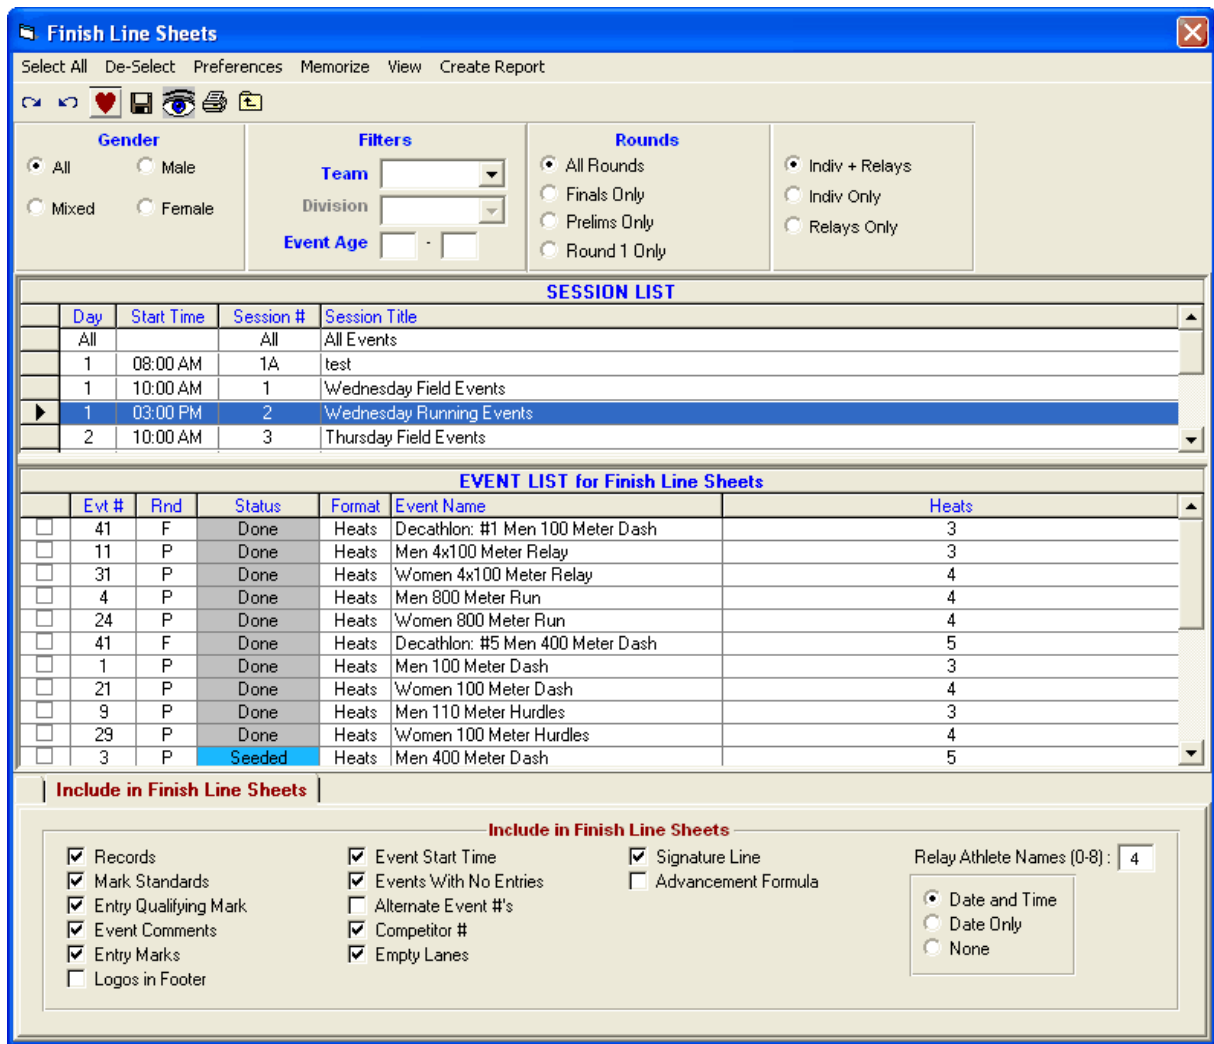 Finish Line Sheets
Select All De-Select Preferences Memorize View Create Report
Gender Filters Rounds
All Male Team All Rounds Indiv + Relays
Finals Only Indiv Only
Mixed Female Division Prelims Only Relays Only
Event Age - Round 1 Only
SESSION LIST
Day Start Time Session # Session Title
All All All Events
1 08:00 AM 1A test
1 10:00 AM 1 Wednesday Field Events
1 03:00 PM 2 Wednesday Running Events
2 10:00 AM 3 Thursday Field Events
EVENT LIST for Finish Line Sheets
Evt # Rnd Status Format Event Name Heats
41 F Done Heats Decathlon: #1 Men 100 Meter Dash 3
11 P Done Heats Men 4x100 Meter Relay 3
31 P Done Heats Women 4x100 Meter Relay 4
4 P Done Heats Men 800 Meter Run 4
24 P Done Heats Women 800 Meter Run 4
41 F Done Heats Decathlon: #5 Men 400 Meter Dash 5
1 P Done Heats Men 100 Meter Dash 3
21 P Done Heats Women 100 Meter Dash 4
9 P Done Heats Men 110 Meter Hurdles 3
29 P Done Heats Women 100 Meter Hurdles 4
3 P Seeded Heats Men 400 Meter Dash 5
Include in Finish Line Sheets
Include in Finish Line Sheets
Records Event Start Time Signature Line Relay Athlete Names (0-8) : 4
Mark Standards Events With No Entries Advancement Formula
Entry Qualifying Mark Alternate Event #'s Date and Time
Event Comments Competitor # Date Only
Entry Marks Empty Lanes None
Logos in Footer